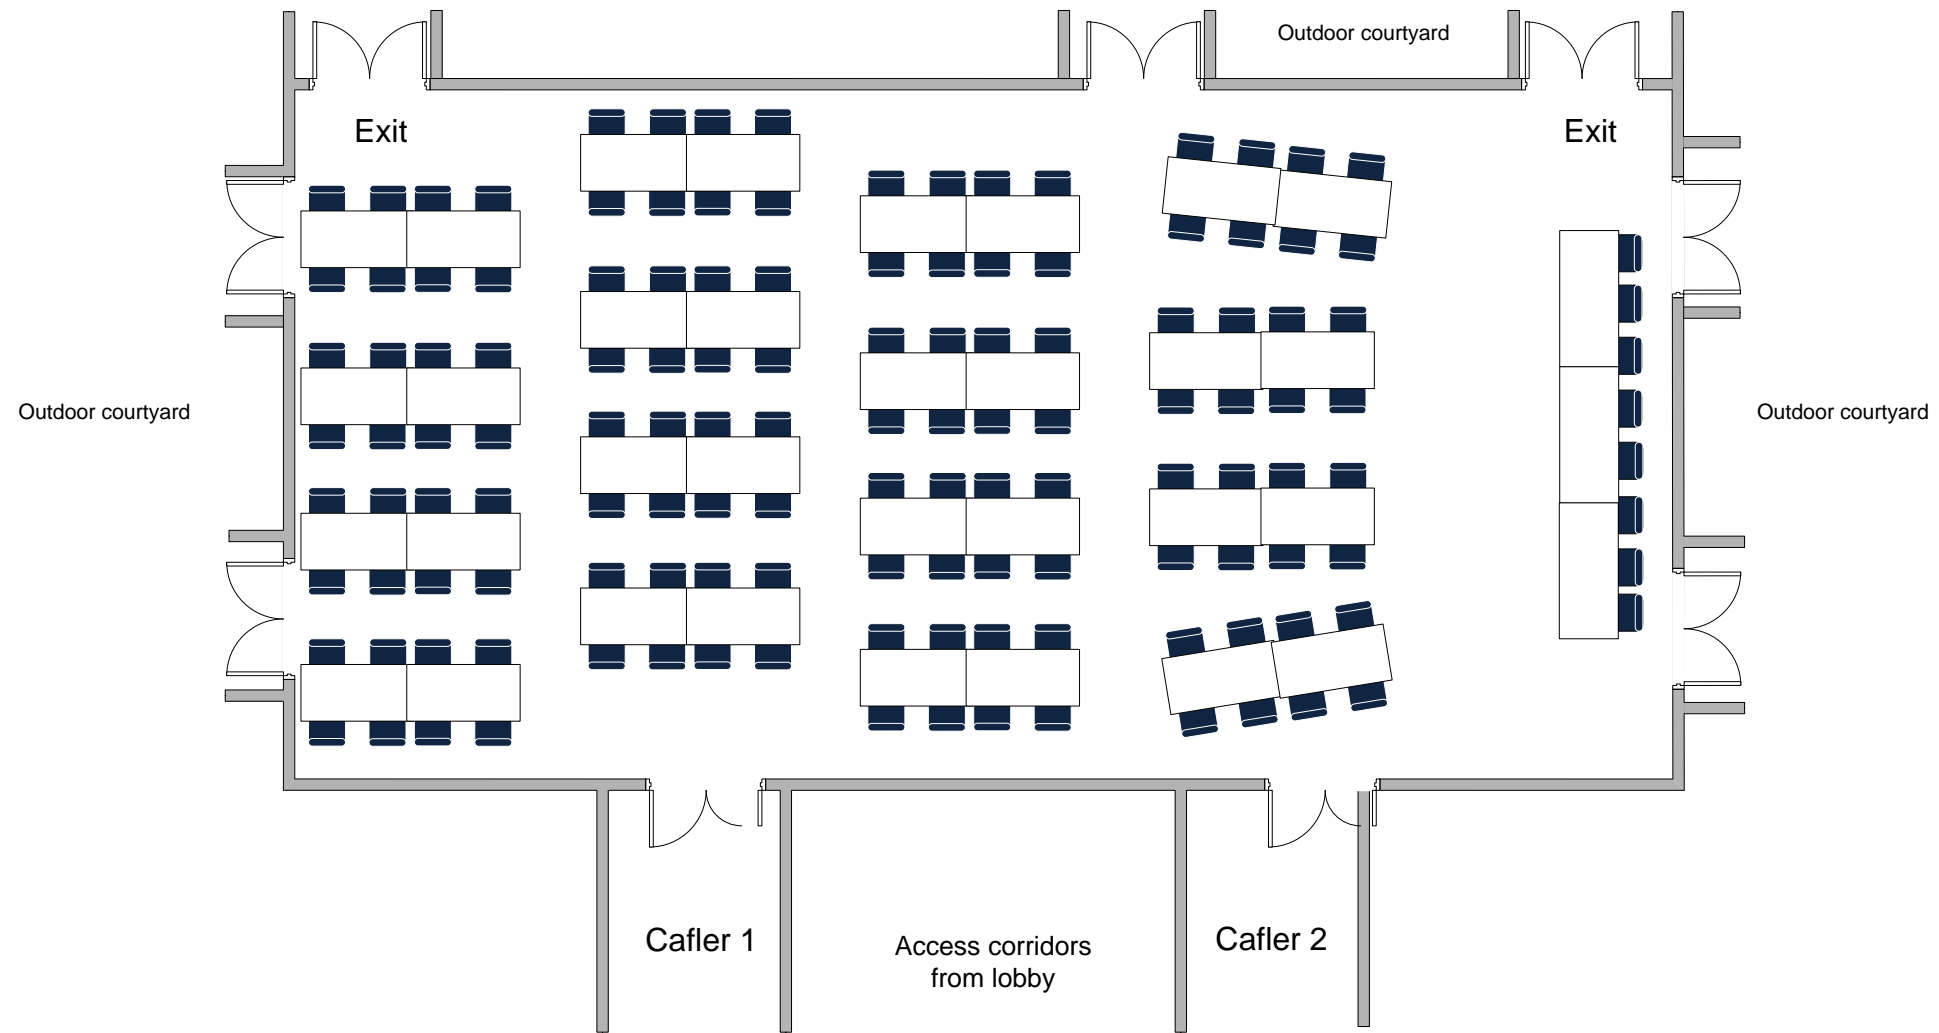 Outdoor courtyard
Exit
Exit
Outdoor courtyard
Outdoor courtyard
Cafler 1
Access corridors
from lobby
Cafler 2